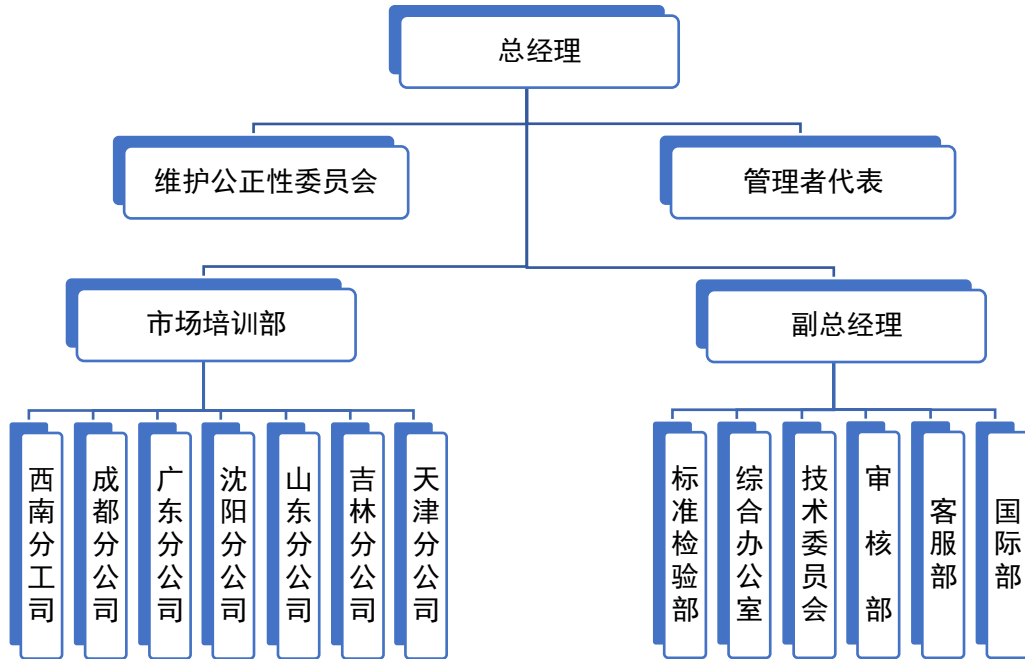 总经理
维护公正性委员会
管理者代表
市场培训部
副总经理
西南分工司
成都分公司
广东分公司
沈阳分公司
山东分公司
吉林分公司
天津分公司
标准检验部
综合办公室
技术委员会
审核部
客服部
国际部